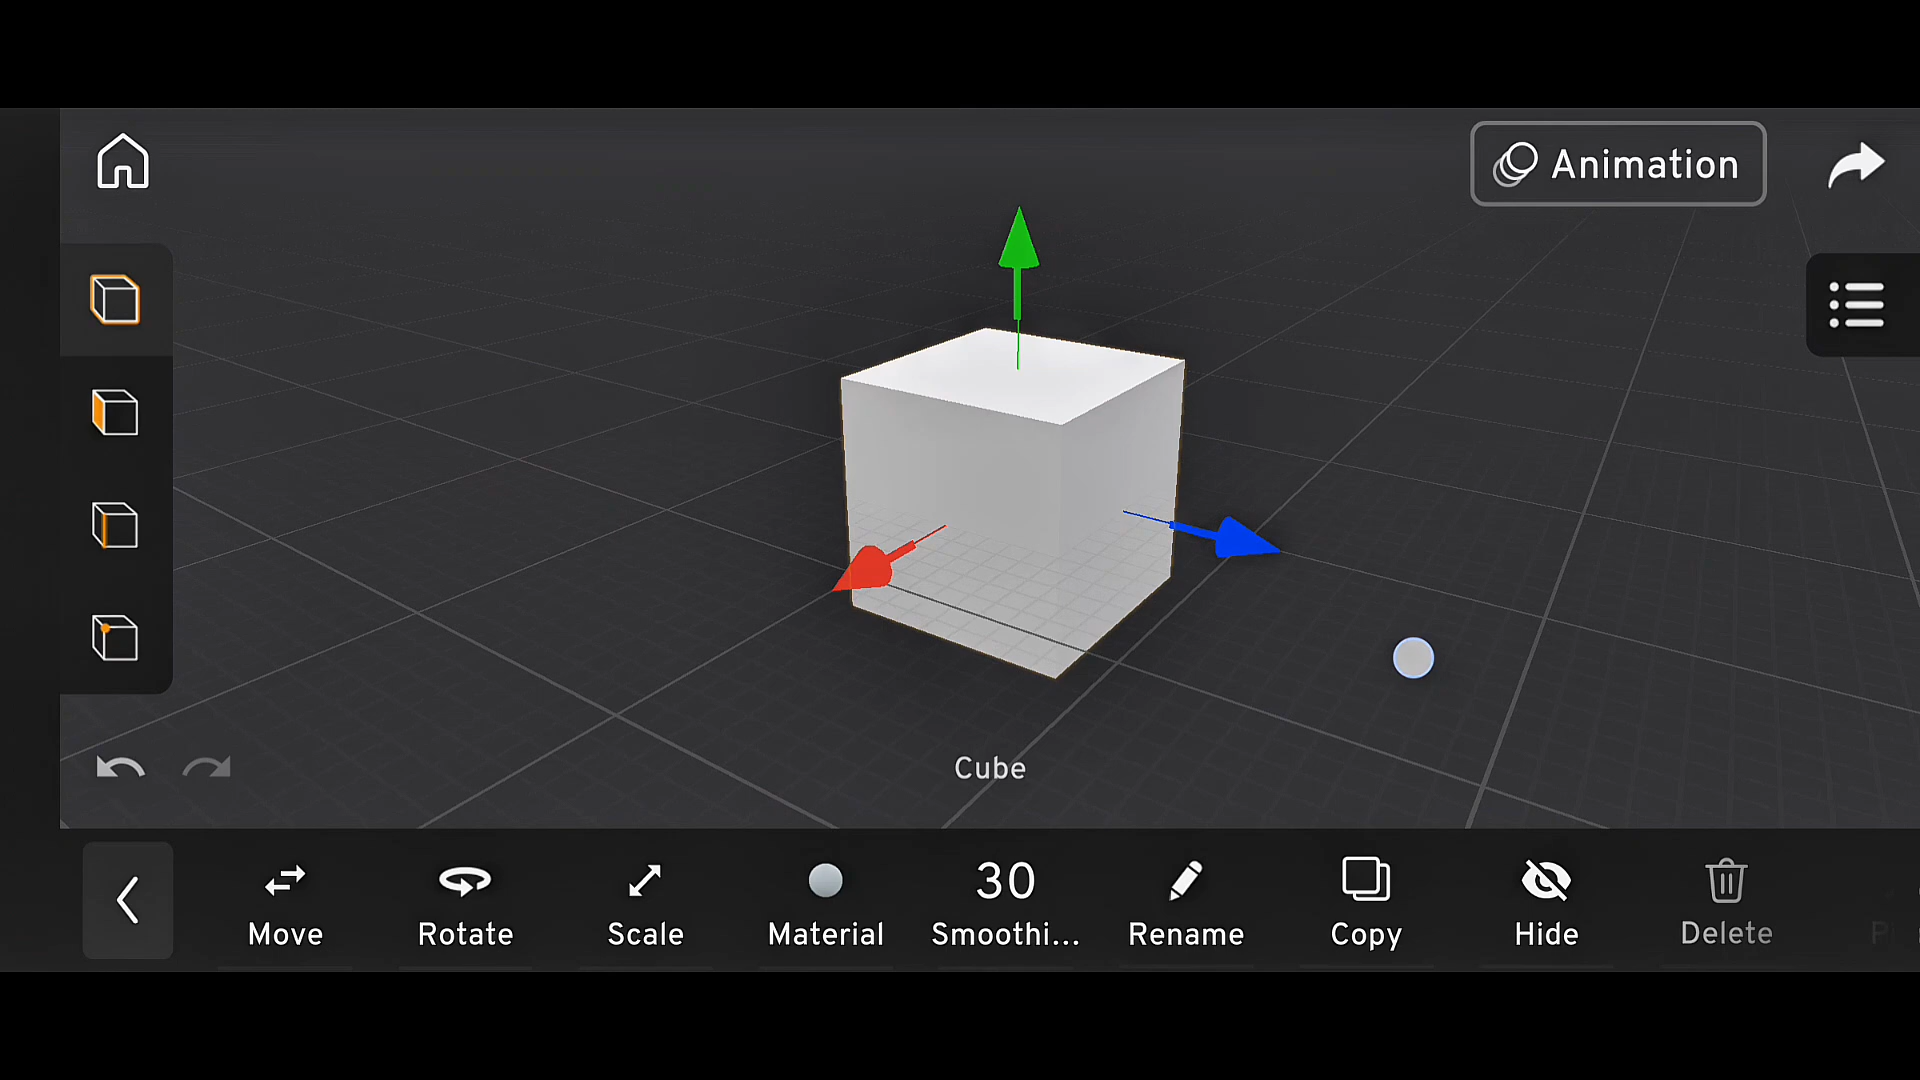 Animation
Cube
30
Move
Rotate
Scale
Material
Smoothi...
Rename
Copy
Hide
Delete